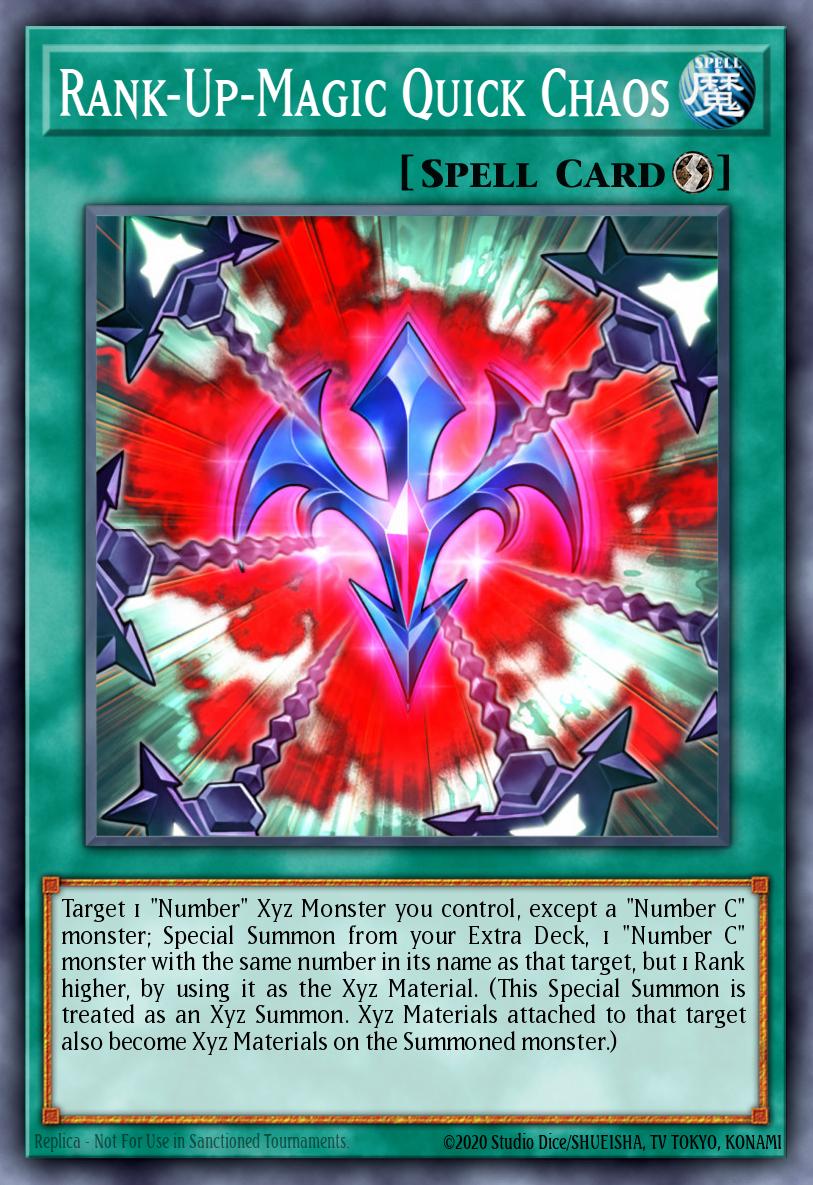 Rank-Up-Magic Quick Chaos
SPELL
魔
[Spell Card]
Target 1 "Number" Xyz Monster you control, except a "Number C"
monster; Special Summon from your Extra Deck, 1 "Number C"
monster with the same number in its name as that target, but 1 Rank
higher, by using it as the Xyz Material. (This Special Summon is
treated as an Xyz Summon. Xyz Materials attached to that target
also become Xyz Materials on the Summoned monster.)
Replica - Not For Use in Sanctioned Tournaments.
©2020 Studio Dice/SHUEISHA, TV TOKYO, KONAMI